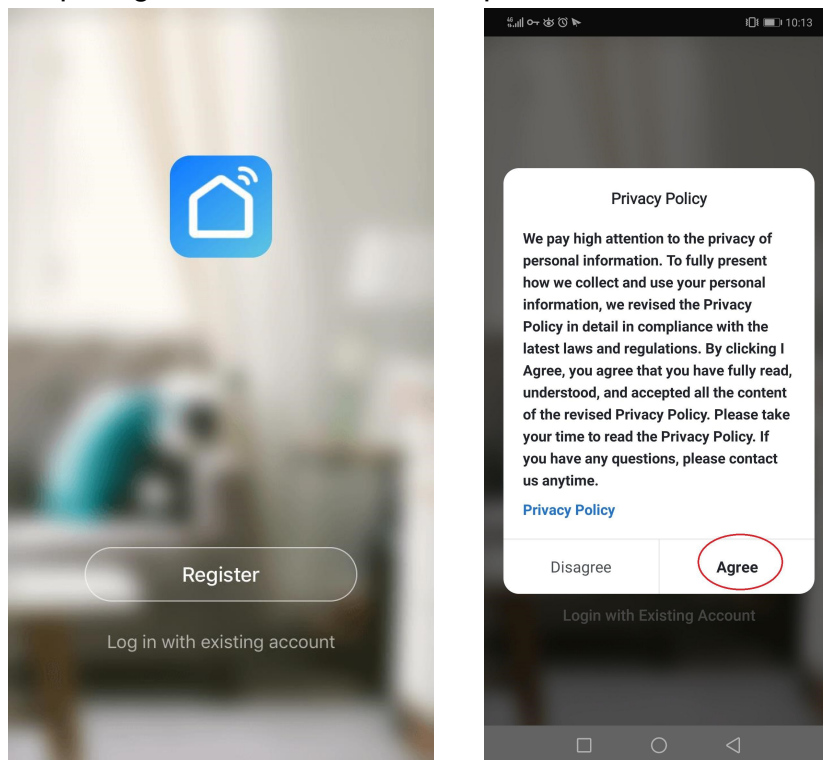 Register
Log in with existing account
10:13
Privacy Policy
We pay high attention to the privacy of
personal information. To fully present
how we collect and use your personal
information, we revised the Privacy
Policy in detail in compliance with the
latest laws and regulations. By clicking I
Agree, you agree that you have fully read,
understood, and accepted all the content
of the revised Privacy Policy. Please take
your time to read the Privacy Policy. If
you have any questions, please contact
us anytime.
Privacy Policy
Disagree
Agree
Login with Existing Account